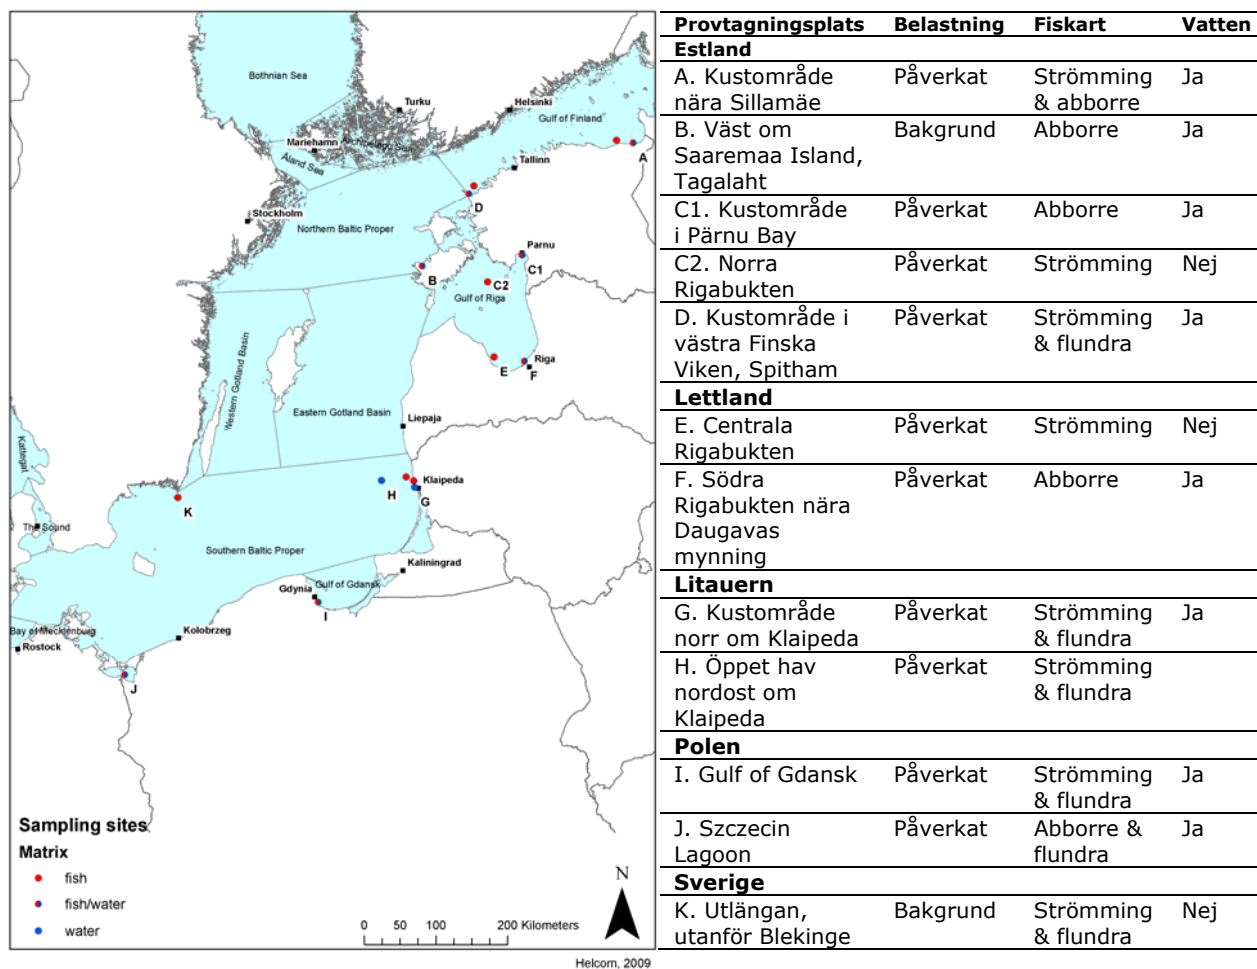 Bothnian Sea
Turku
Helsinki
Gulf of Finland
Mariehamn
Archipelago Sea
Åland Sea
A
Tallinn
D
Stockholm
Northern Baltic Proper
Parnu
C1
B
C2
Gulf of Riga
Riga
E
F
Western Gotland Basin
Eastern Gotland Basin
Liepaja
Kattegat
Klaipeda
H
G
K
The Sound
Southern Baltic Proper
Kaliningrad
Gulf of Gdansk
Gdynia
I
Kolobrzeg
Bay of Mecklenburg
Rostock
J
Sampling sites
Matrix
fish
fish/water
water
N
0 50 100 200 Kilometers
Helcom, 2009
Provtagningsplats Belastning Fiskart Vatten
Estland
A. Kustområde Påverkat Strömming Ja
nära Sillamäe & abborre
B. Väst om Bakgrund Abborre Ja
Saaremaa Island,
Tagalaht
C1. Kustområde Påverkat Abborre Ja
i Pärnu Bay
C2. Norra Påverkat Strömming Nej
Rigabukten
D. Kustområde i Påverkat Strömming Ja
västra Finska & flundra
Viken, Spitham
Lettland
E. Centrala Påverkat Strömming Nej
Rigabukten
F. Södra Påverkat Abborre Ja
Rigabukten nära
Daugavas
mynning
Litauern
G. Kustområde Påverkat Strömming Ja
norr om Klaipeda & flundra
H. Öppet hav Påverkat Strömming
nordost om & flundra
Klaipeda
Polen
I. Gulf of Gdansk Påverkat Strömming Ja
& flundra
J. Szczecin Påverkat Abborre & Ja
Lagoon flundra
Sverige
K. Utlängan, Bakgrund Strömming Nej
utanför Blekinge & flundra